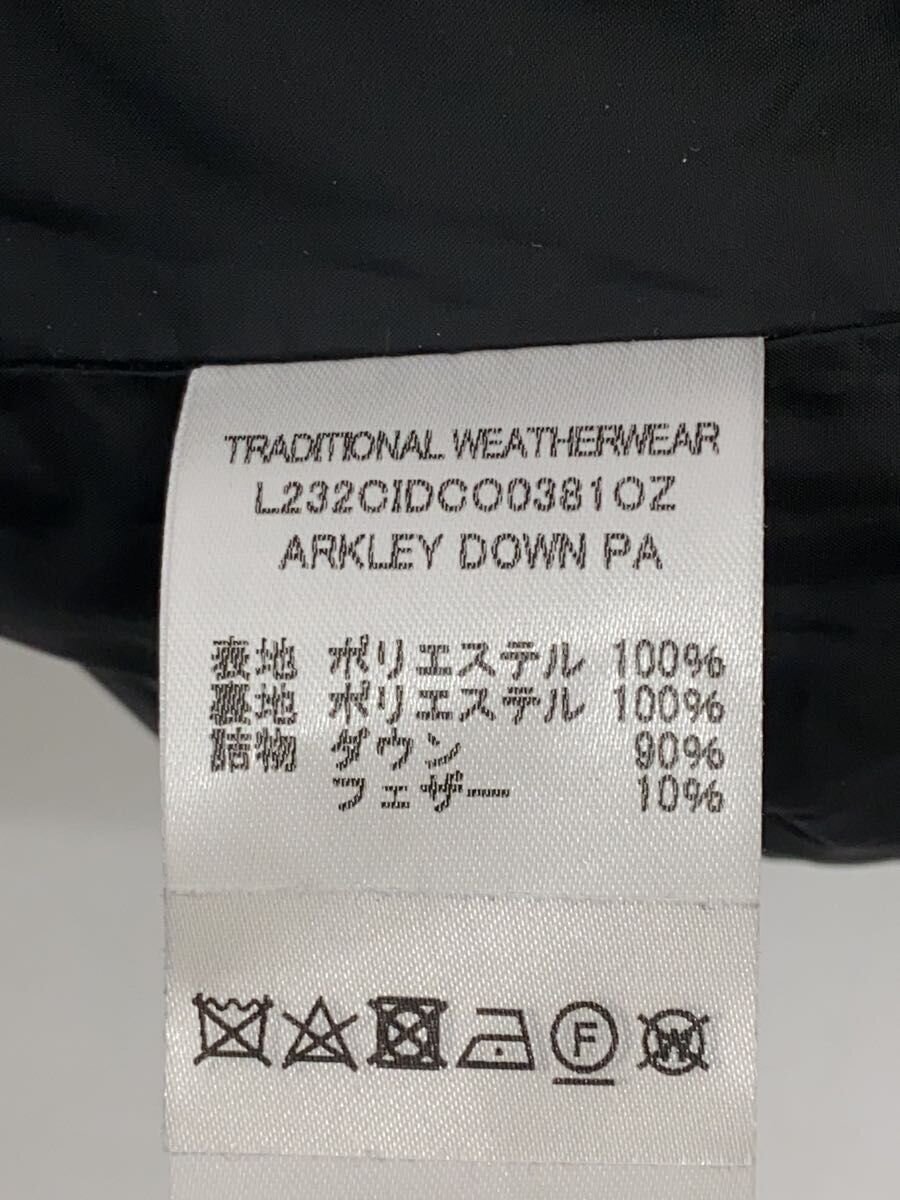 TRADITIONAL WEATHERWEAR
L232CIDCO0381OZ
ARKLEY DOWN PA
表地 ポリエステル 100%
裏地 ポリエステル 100%
詰物 ダウン 90%
フェザー 10%
F
W